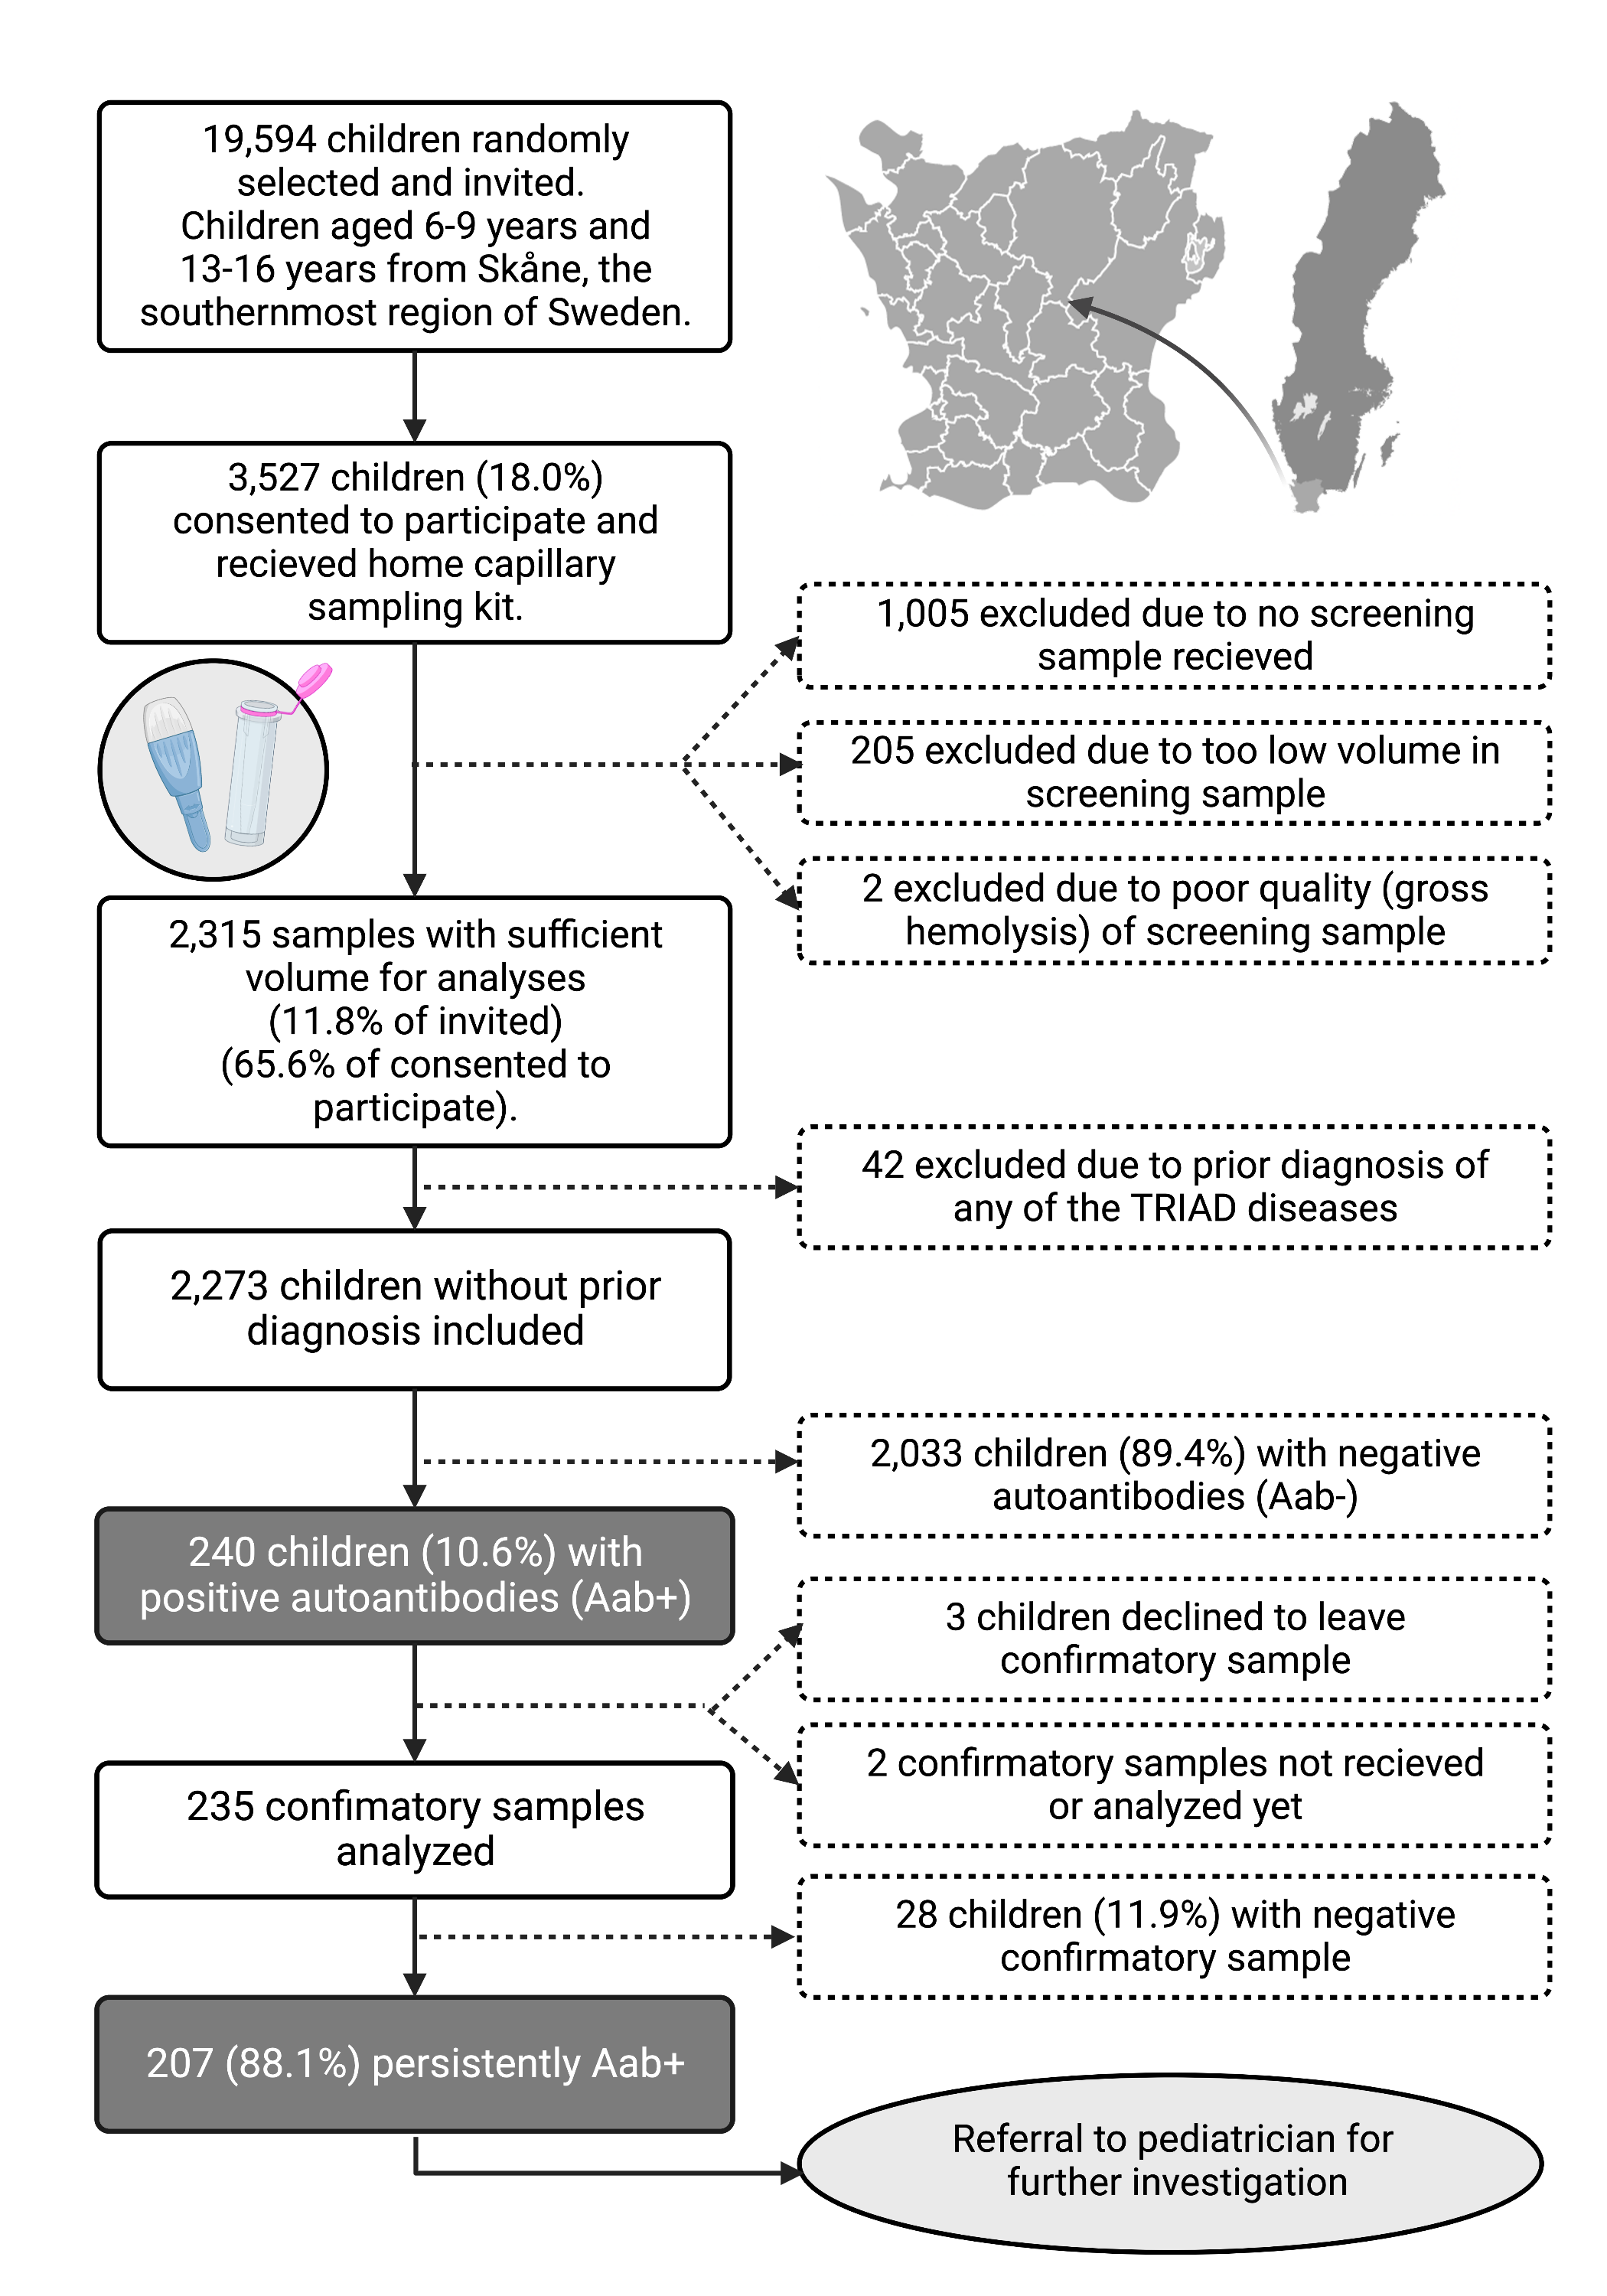 19,594 children randomly
selected and invited.
Children aged 6-9 years and
13-16 years from Skåne, the
southernmost region of Sweden.
3,527 children (18.0%)
consented to participate and
recieved home capillary
sampling kit.
1,005 excluded due to no screening
sample recieved
205 excluded due to too low volume in
screening sample
2 excluded due to poor quality (gross
hemolysis) of screening sample
2,315 samples with sufficient
volume for analyses
(11.8% of invited)
(65.6% of consented to
participate).
42 excluded due to prior diagnosis of
any of the TRIAD diseases
2,273 children without prior
diagnosis included
2,033 children (89.4%) with negative
autoantibodies (Aab-)
240 children (10.6%) with
positive autoantibodies (Aab+)
3 children declined to leave
confirmatory sample
2 confirmatory samples not recieved
or analyzed yet
235 confimatory samples
analyzed
28 children (11.9%) with negative
confirmatory sample
207 (88.1%) persistently Aab+
Referral to pediatrician for
further investigation